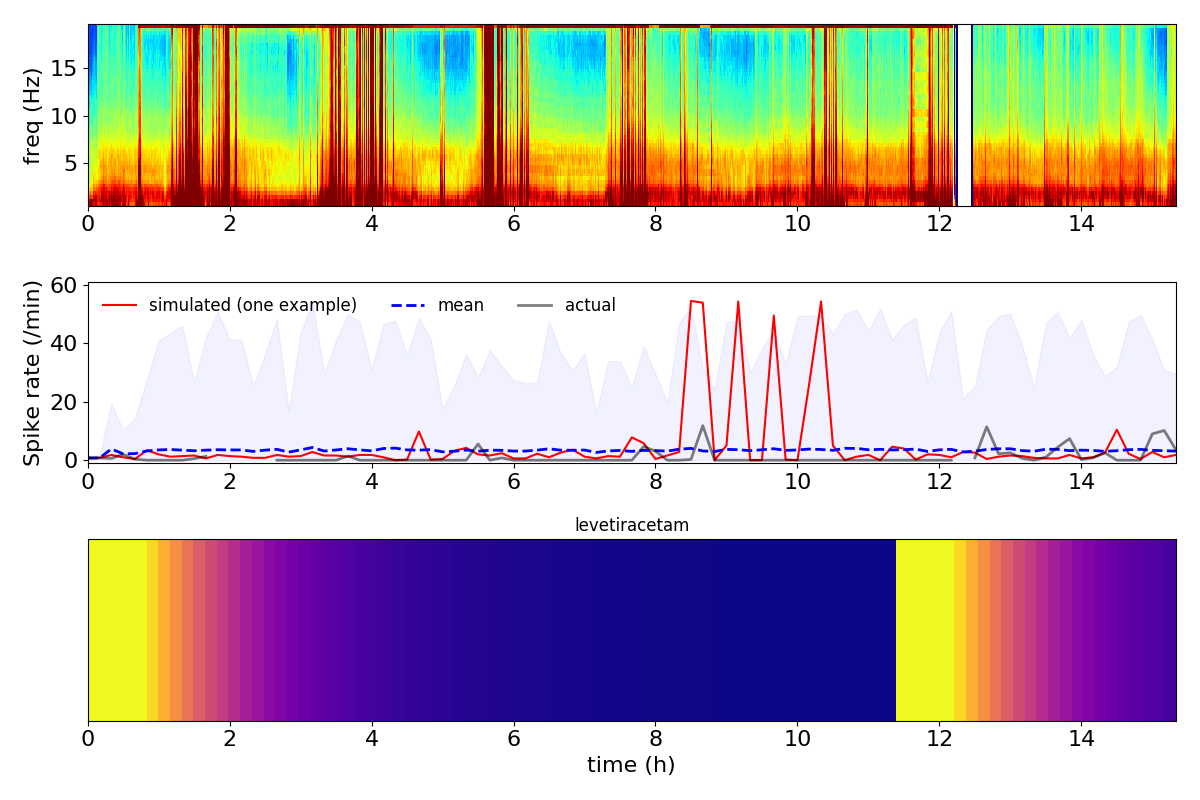 freq (Hz)
15
10
5
0 2 4 6 8 10 12 14
Spike rate (/min)
60
40
20
0
simulated (one example) mean actual
0 2 4 6 8 10 12 14
levetiracetam
0 2 4 6 8 10 12 14
time (h)